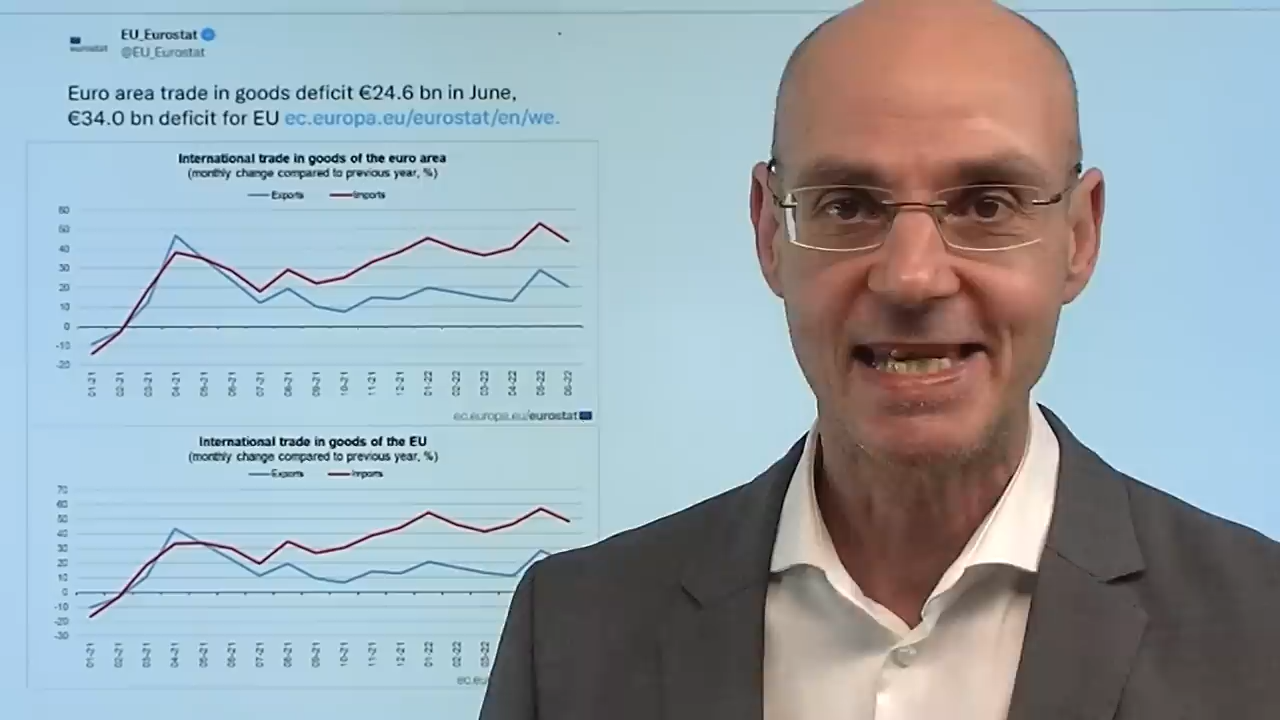 EU_Eurostat
eurostat
@EU_Eurostat
Euro area trade in goods deficit €24.6 bn in June,
€34.0 bn deficit for EU ec.europa.eu/eurostat/en/we.
International trade in goods of the euro area
(monthly change compared to previous year, %)
Exports Imports
60
50
40
30
20
10
0
-10
-20
01-21 02-21 03-21 04-21 05-21 06-21 07-21 08-21 09-21 10-21 11-21 12-21 01-22 02-22 03-22 04-22 05-22 06-22
ec.europa.eu/eurostat
International trade in goods of the EU
(monthly change compared to previous year, %)
Exports Imports
70
60
50
40
30
20
10
0
-10
-20
-30
01-21 02-21 03-21 04-21 05-21 06-21 07-21 08-21 09-21 10-21 11-21 12-21 01-22 02-22 03-22
ec.eu